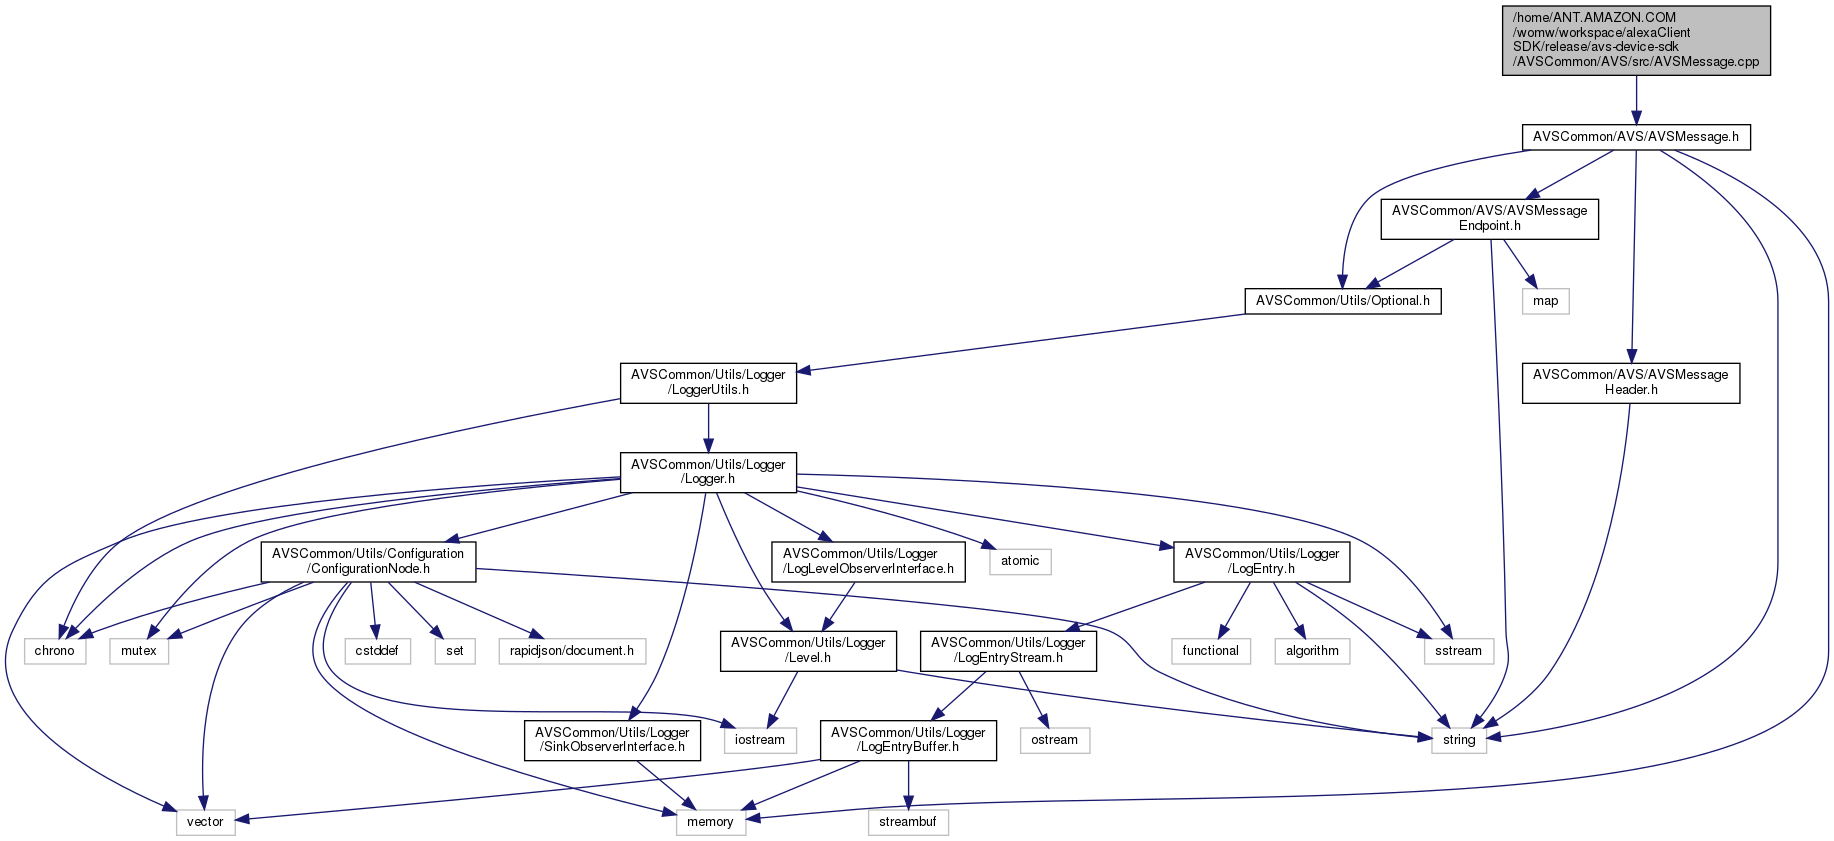 /home/ANT.AMAZON.COM
/womw/workspace/alexaClient
SDK/release/avs-device-sdk
/AVSCommon/AVS/src/AVSMessage.cpp
AVSCommon/AVS/AVSMessage.h
AVSCommon/AVS/AVSMessage
Endpoint.h
AVSCommon/Utils/Optional.h
map
AVSCommon/Utils/Logger
/LoggerUtils.h
AVSCommon/AVS/AVSMessage
Header.h
AVSCommon/Utils/Logger
/Logger.h
AVSCommon/Utils/Configuration
/ConfigurationNode.h
AVSCommon/Utils/Logger
/LogLevelObserverInterface.h
atomic
AVSCommon/Utils/Logger
/LogEntry.h
chrono
mutex
cstddef
set
rapidjson/document.h
AVSCommon/Utils/Logger
/Level.h
AVSCommon/Utils/Logger
/LogEntryStream.h
functional
algorithm
sstream
AVSCommon/Utils/Logger
/SinkObserverInterface.h
iostream
AVSCommon/Utils/Logger
/LogEntryBuffer.h
ostream
string
vector
memory
streambuf